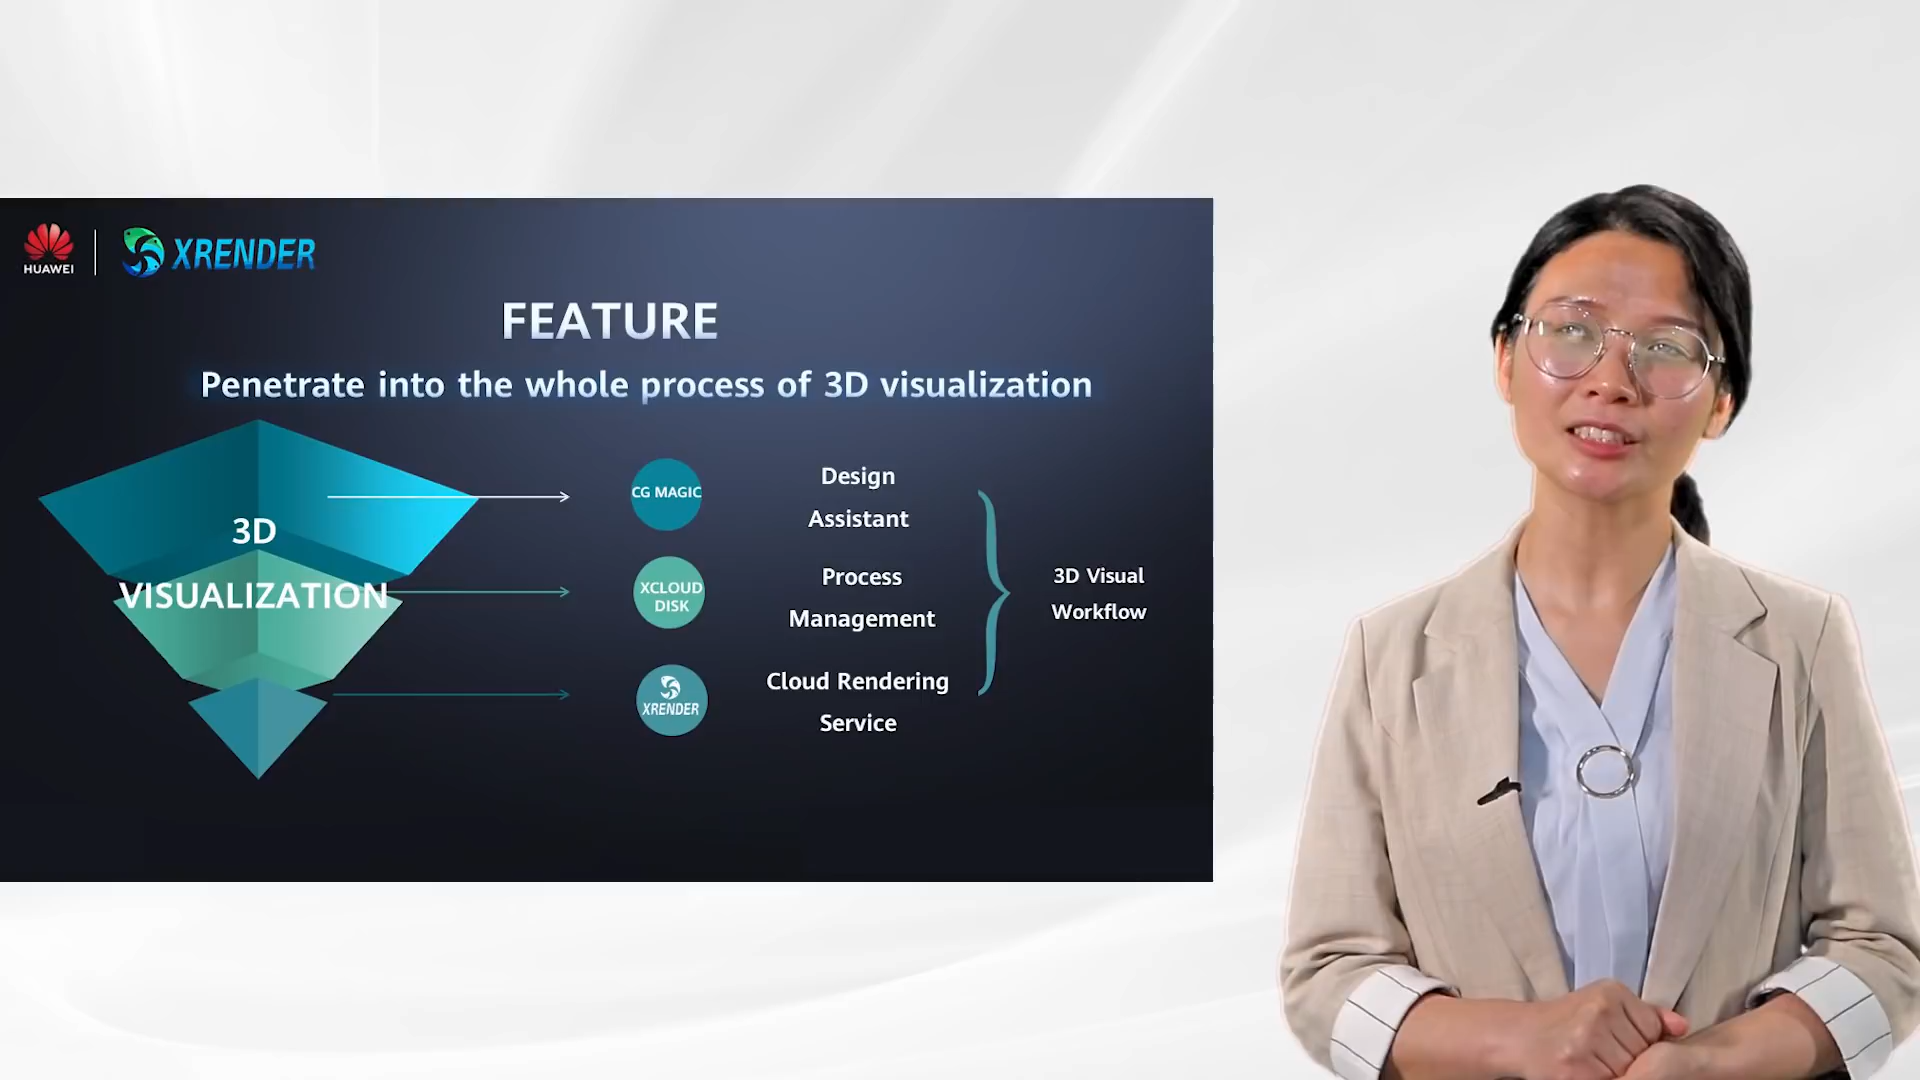 HUAWEI
XRENDER
FEATURE
Penetrate into the whole process of 3D visualization
3D
VISUALIZATION
CG MAGIC
Design
Assistant
XCLOUD
DISK
Process
Management
XRENDER
Cloud Rendering
Service
3D Visual
Workflow